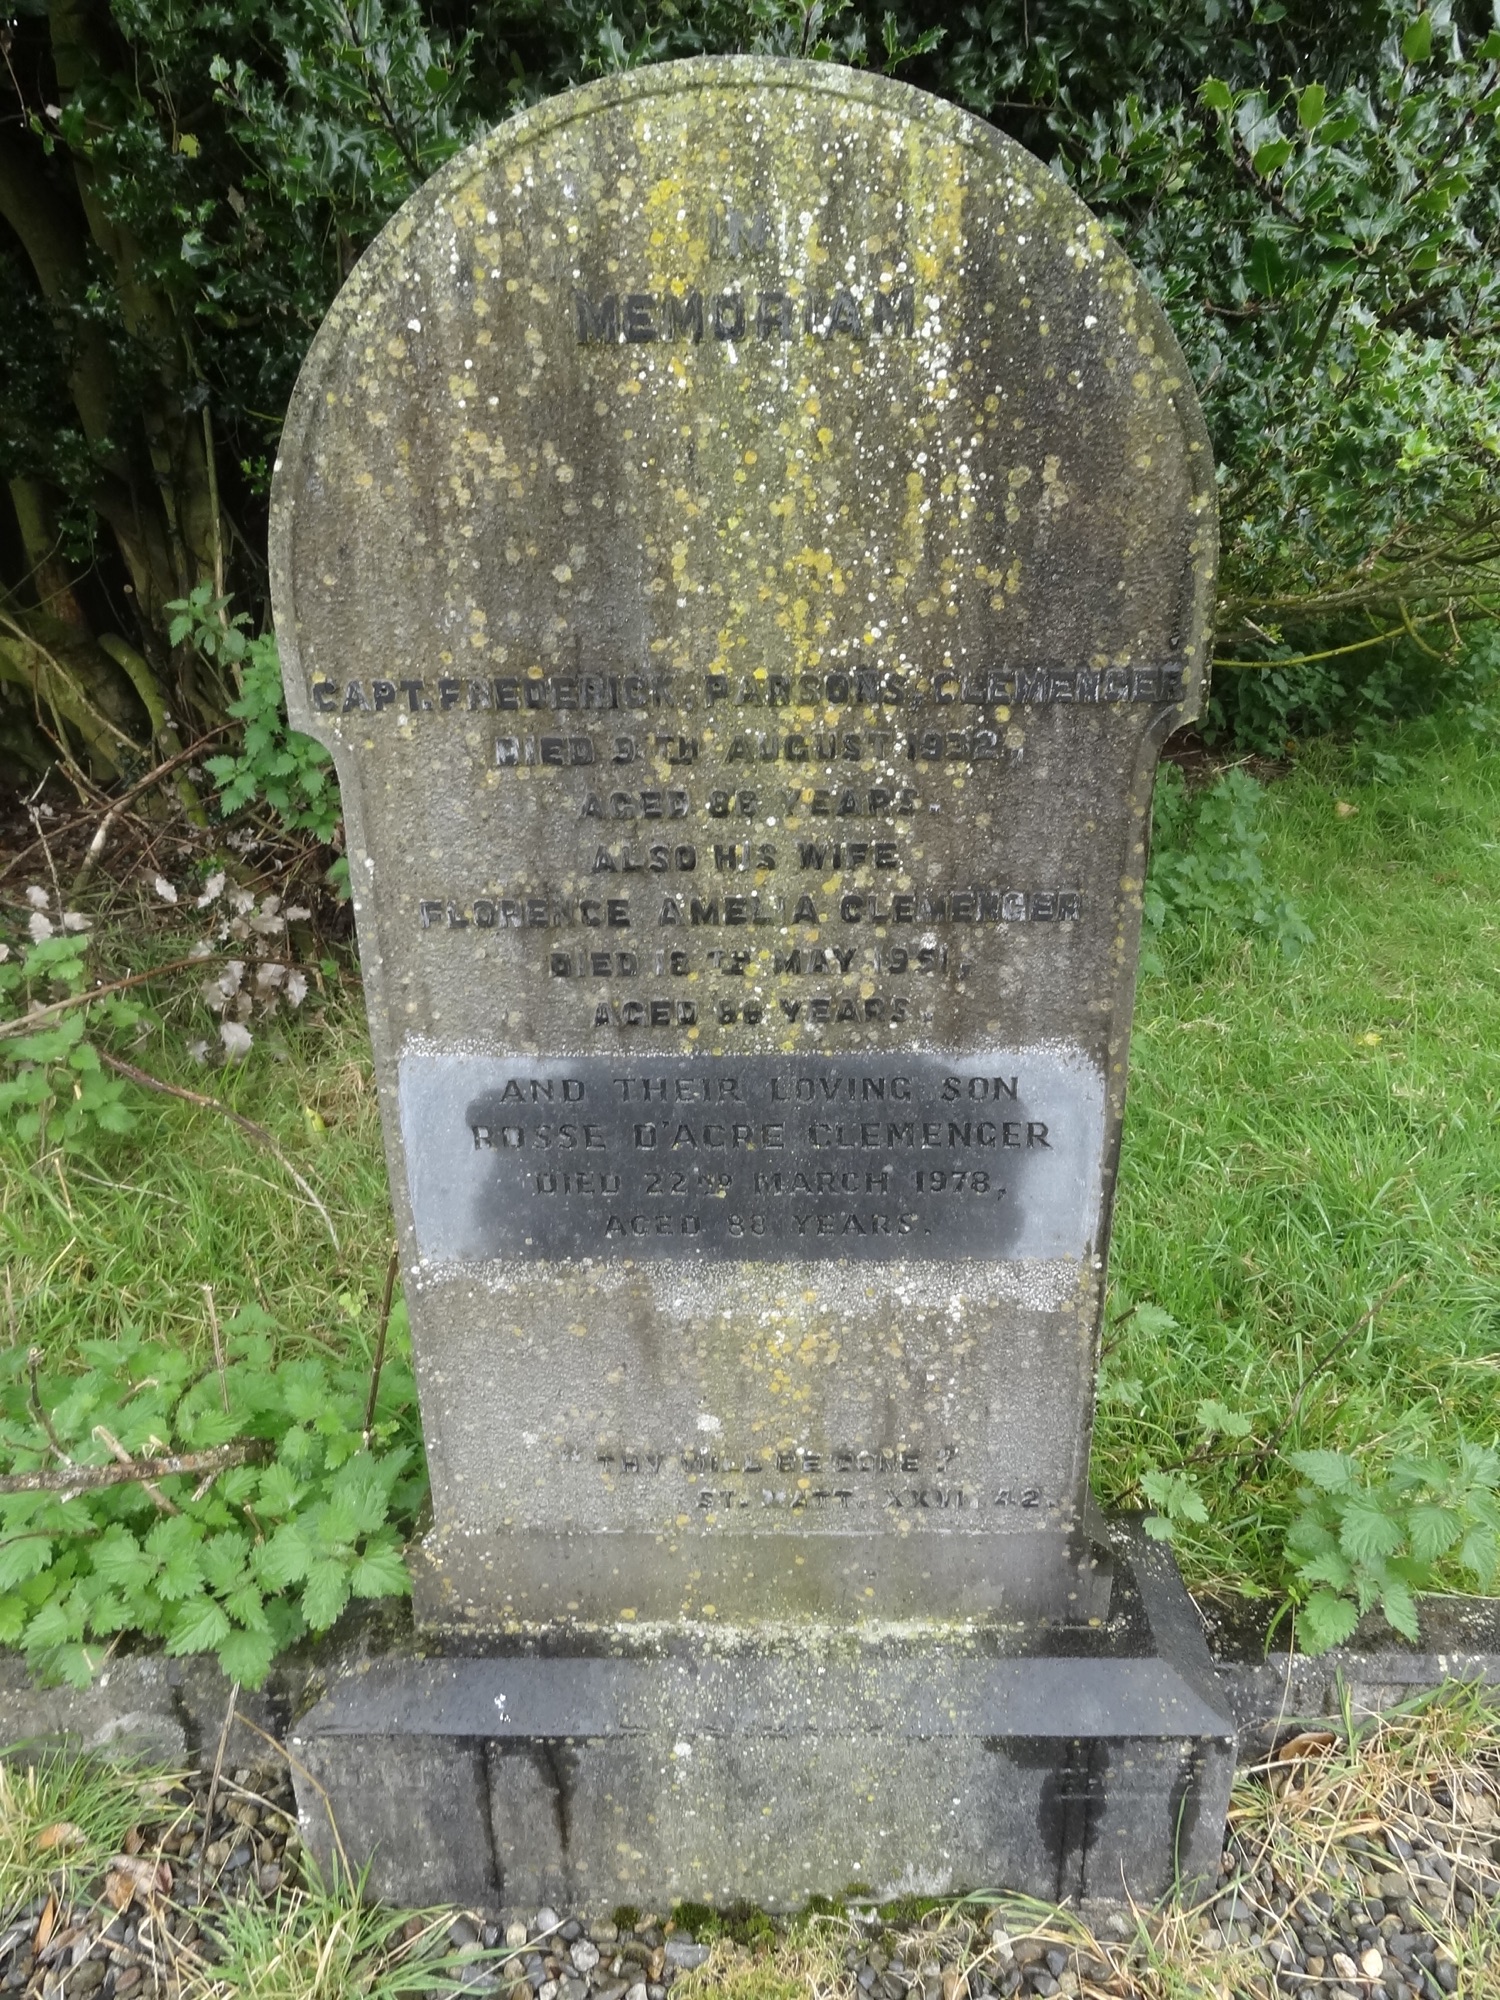 IN
MEMORIAM
CAPT. FREDERICK, PARSONS, CLEMENGER
DIED 9TH AUGUST 1932,
AGED YEARS
ALSO HIS WIFE
FLORENCE AMELIA CLEMENGER
DIED 18TH MAY 1951,
AGED YEARS.
AND THEIR LOVING SON
ROSSE D'ACRE CLEMENGER
DIED 22ND MARCH 1978,
AGED 88 YEARS.
"THY WILL BE DONE."
ST. MATT. XXVI, 42.